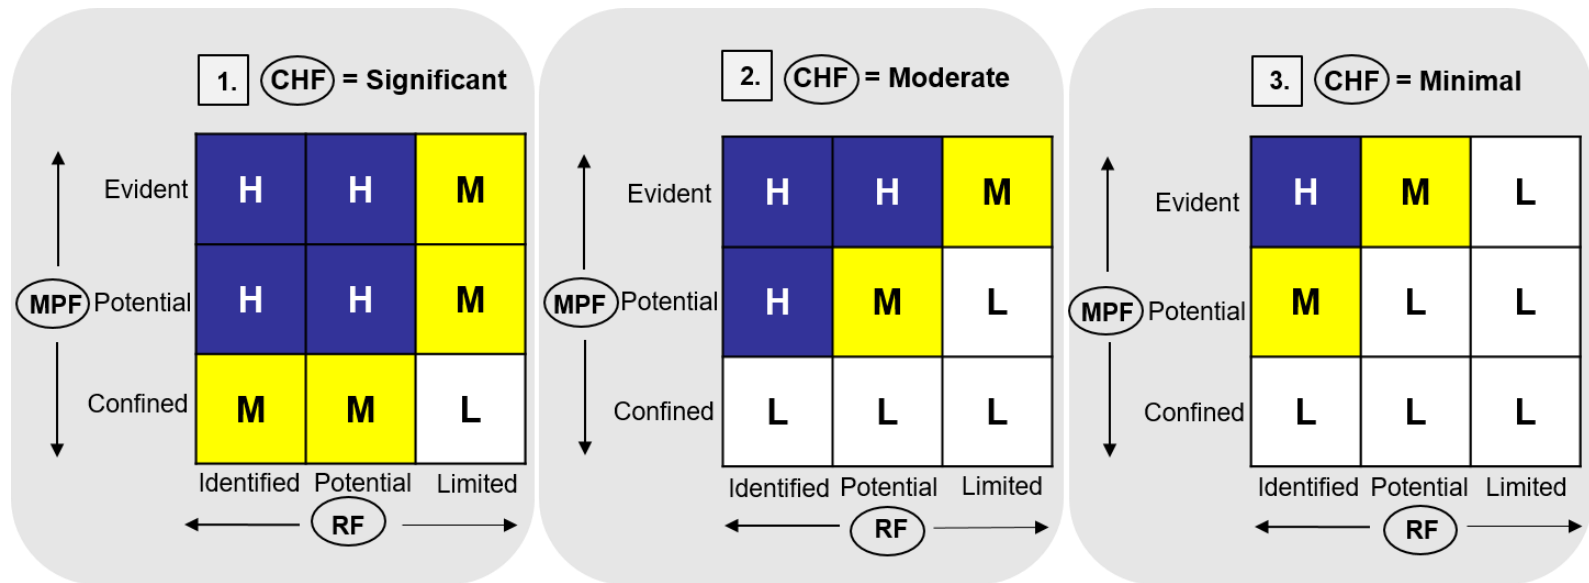 1. CHF = Significant
Evident H H M
MPF Potential H H M
Confined M M L
Identified Potential Limited
RF
2. CHF = Moderate
Evident H H M
MPF Potential H M L
Confined L L L
Identified Potential Limited
RF
3. CHF = Minimal
Evident H M L
MPF Potential M L L
Confined L L L
Identified Potential Limited
RF